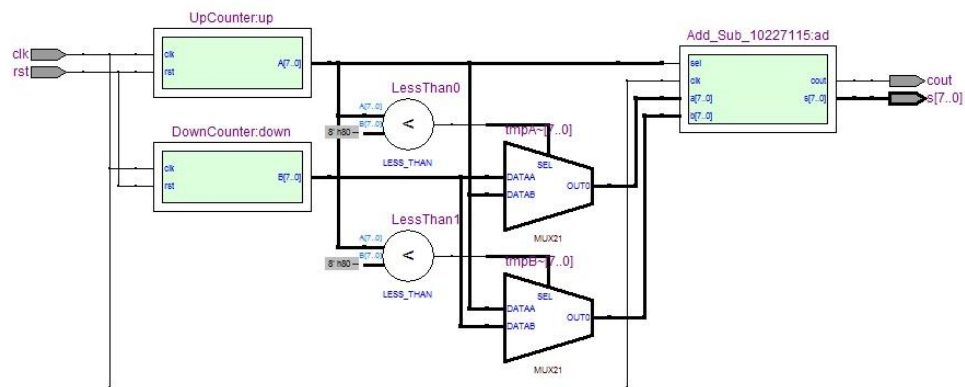 UpCounter:up
clk
rst
clk
rst
A[7..0]
DownCounter:down
clk
rst
B[7..0]
LessThan0
A[7..0]
B[7..0]
8' h80
<
LESS_THAN
LessThan1
A[7..0]
B[7..0]
8' h80
<
LESS_THAN
tmpA~[7..0]
SEL
DATAA
DATAB
OUT0
MUX21
tmpB~[7..0]
SEL
DATAA
DATAB
OUT0
MUX21
Add_Sub_10227115:ad
sel
clk
a[7..0]
b[7..0]
cout
s[7..0]
cout
s[7..0]